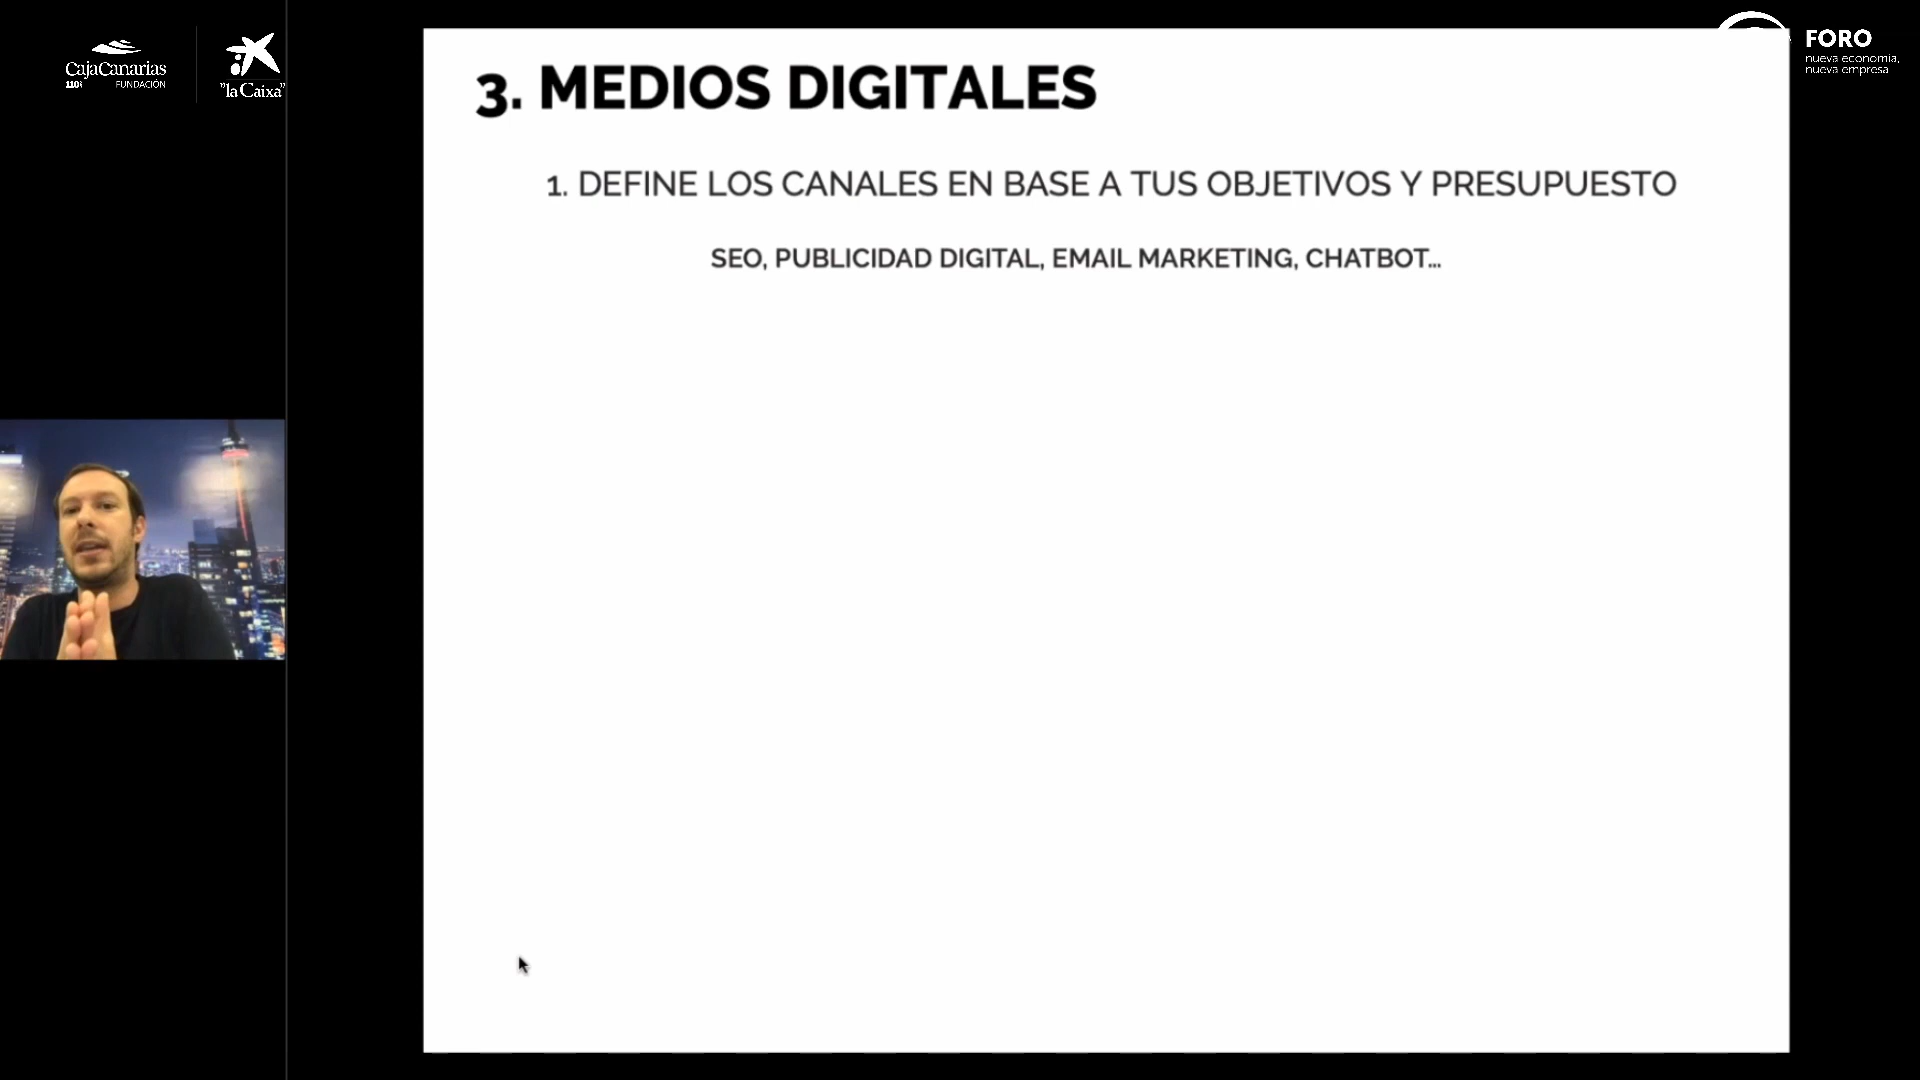 CajaCanarias
FUNDACIÓN
"la Caixa"
FORO
nueva economía,
nueva empresa
3. MEDIOS DIGITALES
1. DEFINE LOS CANALES EN BASE A TUS OBJETIVOS Y PRESUPUESTO
SEO, PUBLICIDAD DIGITAL, EMAIL MARKETING, CHATBOT...